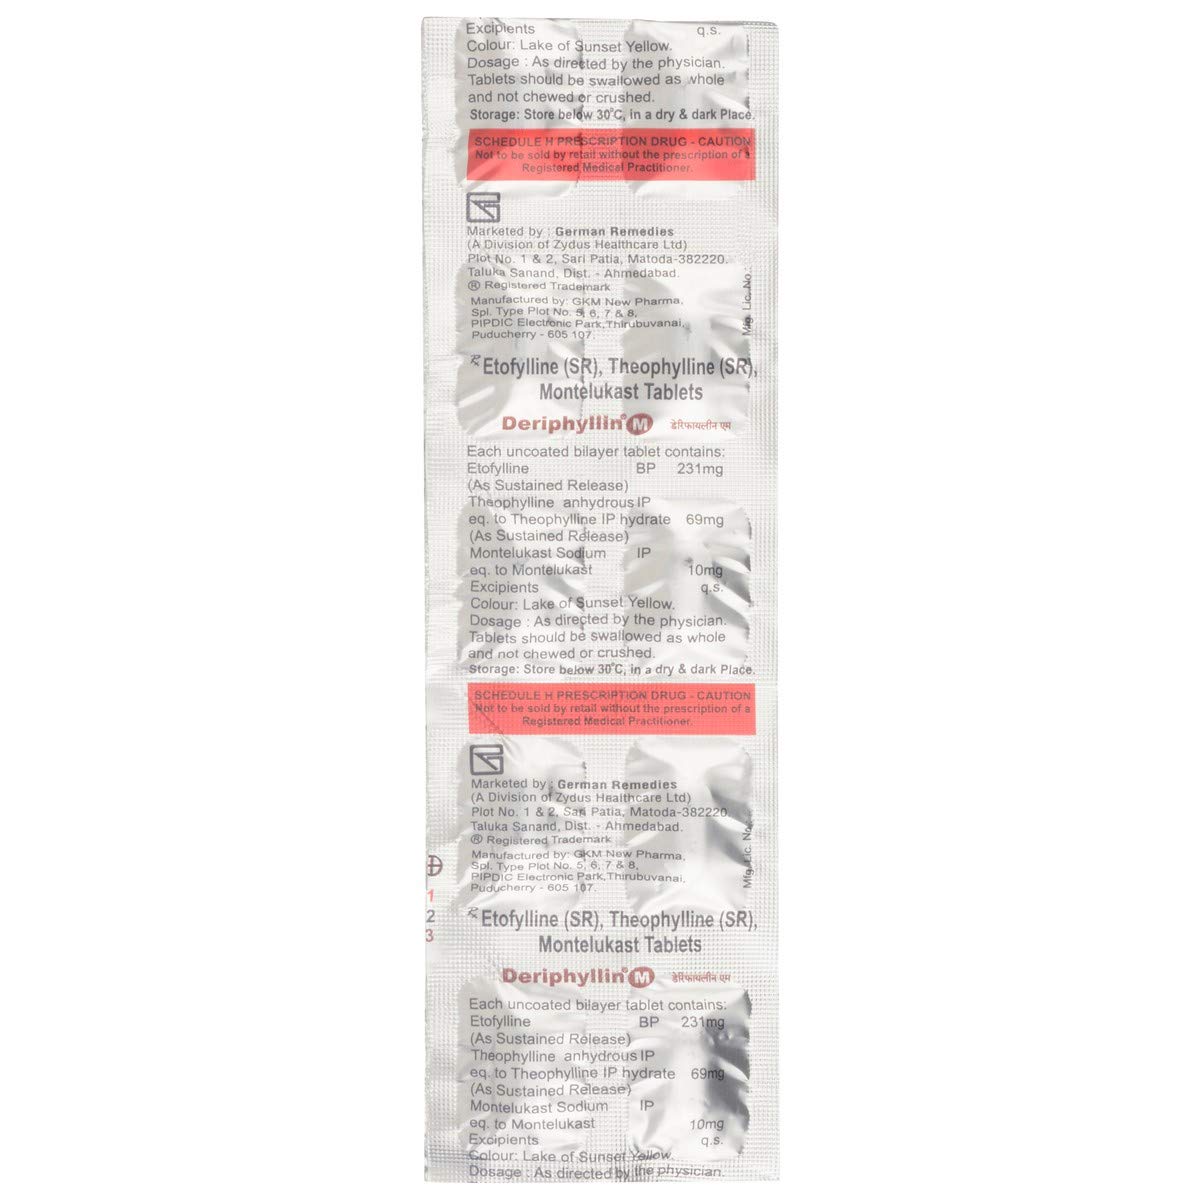 Excipients q.s.
Colour: Lake of Sunset Yellow.
Dosage : As directed by the physician.
Tablets should be swallowed as whole
and not chewed or crushed.
Storage: Store below 30°C, in a dry & dark Place.
SCHEDULE H PRESCRIPTION DRUG - CAUTION
Not to be sold by retail without the prescription of a
Registered Medical Practitioner.
Marketed by : German Remedies
(A Division of Zydus Healthcare Ltd)
Plot No. 1 & 2, Sari Patia, Matoda-382220.
Taluka Sanand, Dist. - Ahmedabad.
® Registered Trademark
Manufactured by: GKM New Pharma,
Spl. Type Plot No. 5, 6, 7 & 8,
PIPDIC Electronic Park,Thirubuvanai,
Puducherry - 605 107.
Mfg. Lic. No.:
℞ Etofylline (SR), Theophylline (SR),
Montelukast Tablets
Deriphyllin® M डेरिफायलीन एम
Each uncoated bilayer tablet contains:
Etofylline BP 231mg
(As Sustained Release)
Theophylline anhydrous IP
eq. to Theophylline IP hydrate 69mg
(As Sustained Release)
Montelukast Sodium IP
eq. to Montelukast 10mg
Excipients q.s.
Colour: Lake of Sunset Yellow.
Dosage : As directed by the physician.
Tablets should be swallowed as whole
and not chewed or crushed.
Storage: Store below 30°C, in a dry & dark Place.
SCHEDULE H PRESCRIPTION DRUG - CAUTION
Not to be sold by retail without the prescription of a
Registered Medical Practitioner.
Marketed by : German Remedies
(A Division of Zydus Healthcare Ltd)
Plot No. 1 & 2, Sari Patia, Matoda-382220.
Taluka Sanand, Dist. - Ahmedabad.
® Registered Trademark
Manufactured by: GKM New Pharma,
Spl. Type Plot No. 5, 6, 7 & 8,
PIPDIC Electronic Park,Thirubuvanai,
Puducherry - 605 107.
Mfg. Lic. No.
1
2
3
℞ Etofylline (SR), Theophylline (SR),
Montelukast Tablets
Deriphyllin® M डेरिफायलीन एम
Each uncoated bilayer tablet contains:
Etofylline BP 231mg
(As Sustained Release)
Theophylline anhydrous IP
eq. to Theophylline IP hydrate 69mg
(As Sustained Release)
Montelukast Sodium IP
eq. to Montelukast 10mg
Excipients q.s.
Colour: Lake of Sunset Yellow.
Dosage : As directed by the physician.